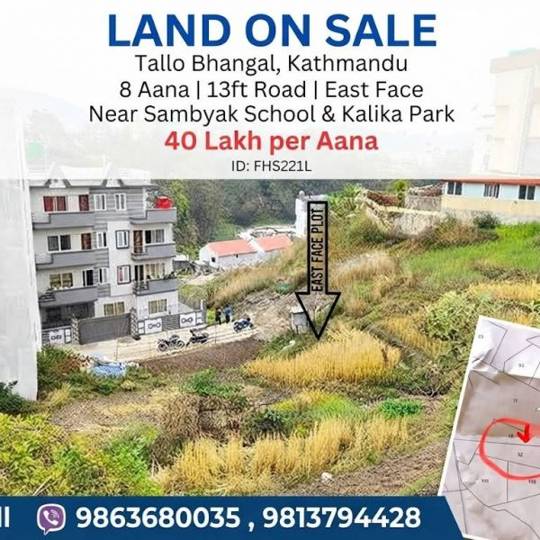 LAND ON SALE
Tallo Bhangal, Kathmandu
8 Aana | 13ft Road | East Face
Near Sambyak School & Kalika Park
40 Lakh per Aana
ID: FHS221L
EAST FACE PLOT
9863680035 , 9813794428